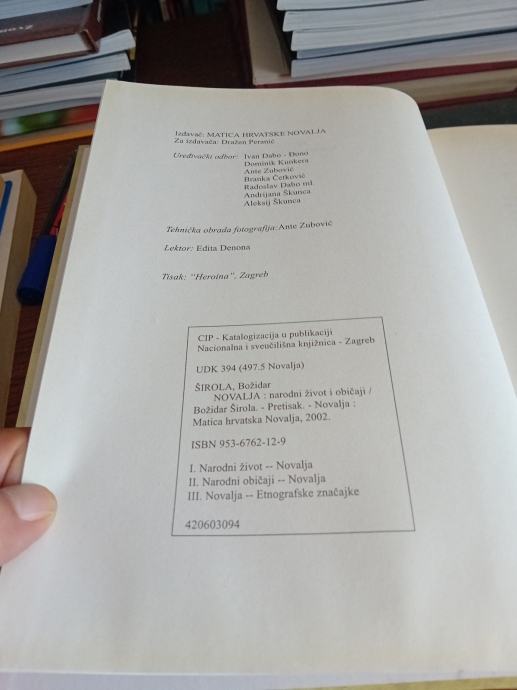 Izdavač: MATICA HRVATSKE NOVALJA
Za izdavača: Dražen Peranić
Uređivački odbor: Ivan Dabo - Đono
Dominik Kunkera
Ante Zubović
Branka Čerković
Radoslav Dabo ml.
Andrijana Škunca
Aleksij Škunca
Tehnička obrada fotografija: Ante Zubović
Lektor: Edita Denona
Tisak: "Heroina", Zagreb
CIP - Katalogizacija u publikaciji
Nacionalna i sveučilišna knjižnica - Zagreb
UDK 394 (497.5 Novalja)
ŠIROLA, Božidar
NOVALJA : narodni život i običaji /
Božidar Širola. - Pretisak. - Novalja :
Matica hrvatska Novalja, 2002.
ISBN 953-6762-12-9
I. Narodni život -- Novalja
II. Narodni običaji -- Novalja
III. Novalja -- Etnografske značajke
420603094